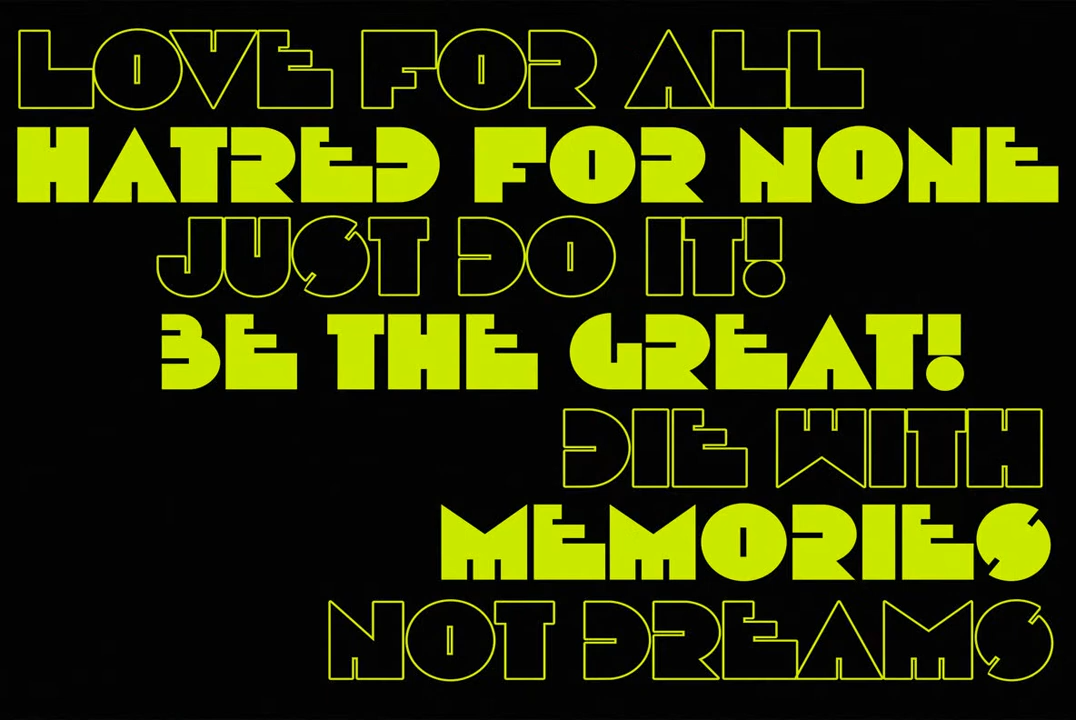 LOVE FOR ALL
HATRED FOR NONE
JUST DO IT!
BE THE GREAT!
DIE WITH
MEMORIES
NOT DREAMS